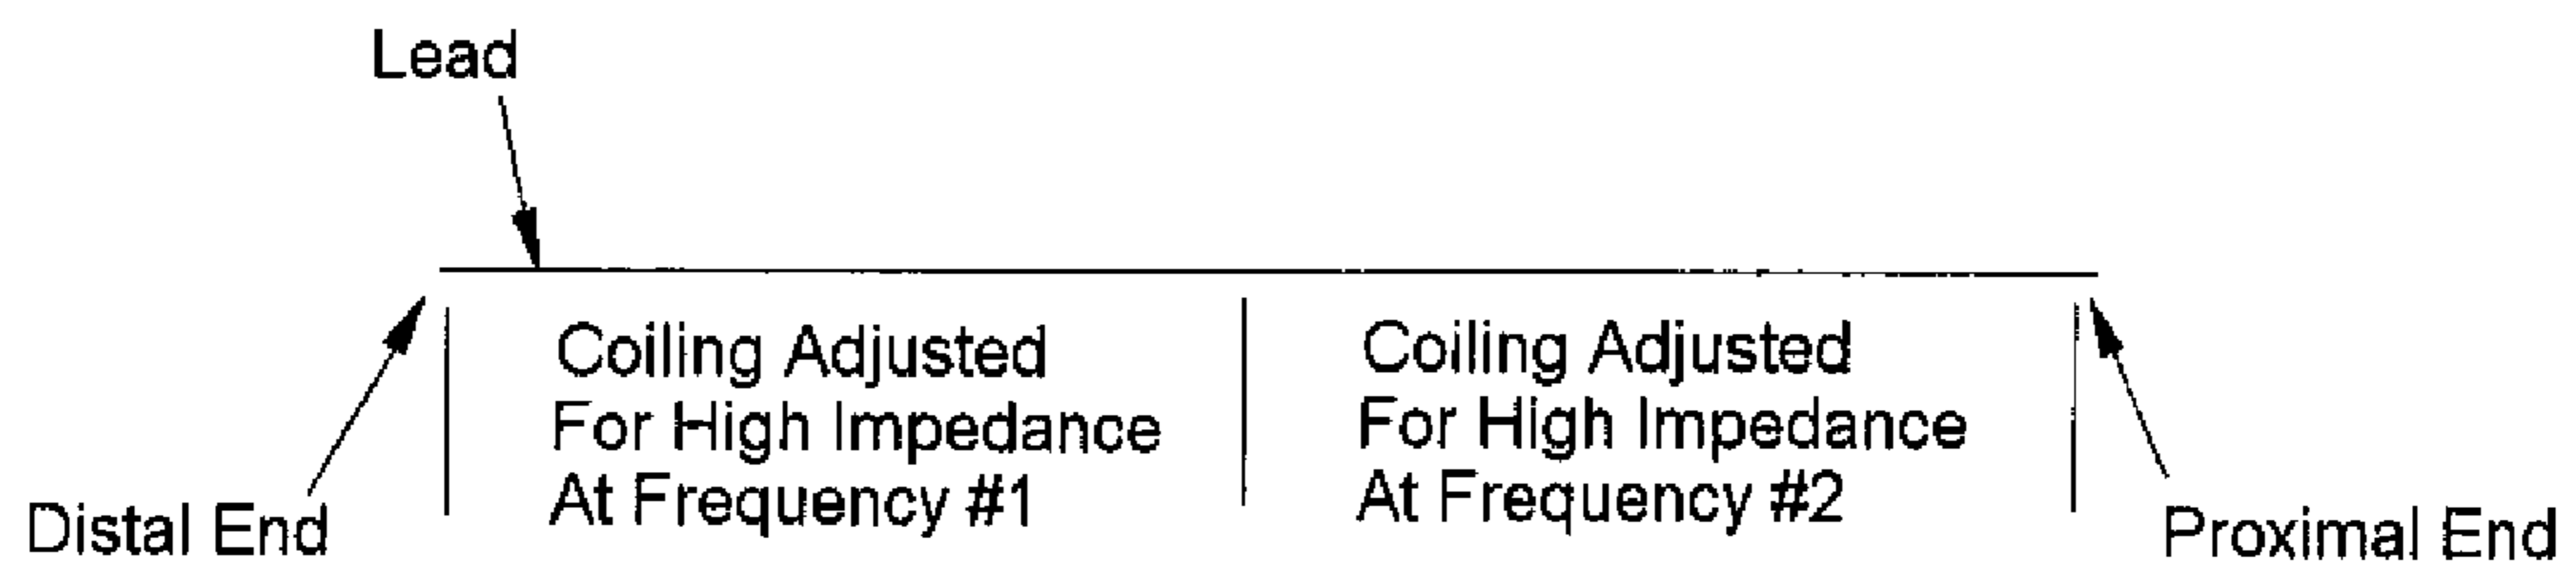 Lead
Coiling Adjusted
For High Impedance
At Frequency #1
Coiling Adjusted
For High Impedance
At Frequency #2
Distal End
Proximal End